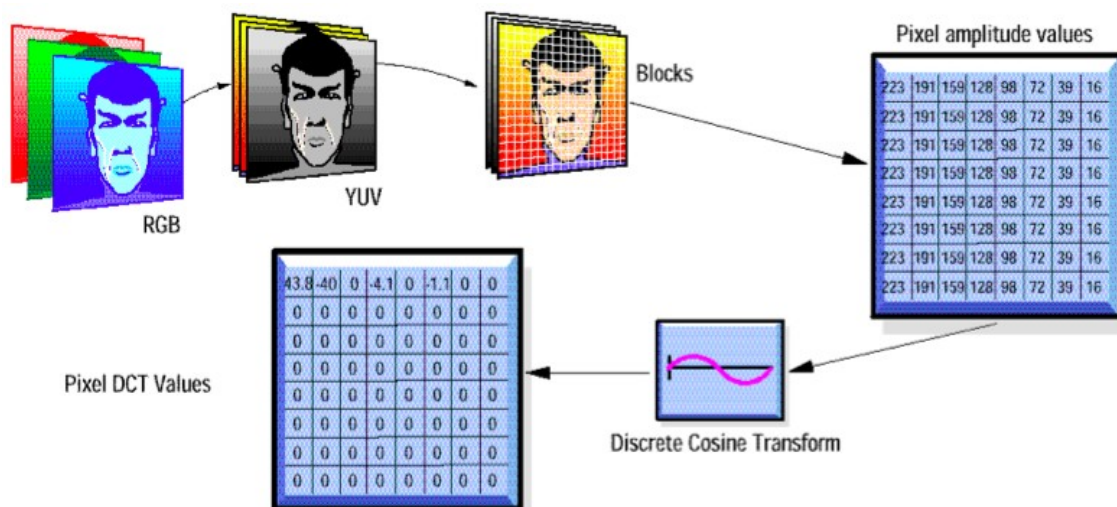 Pixel amplitude values
Blocks
223 191 159 128 98 72 39 16
223 191 159 128 98 72 39 16
223 191 159 128 98 72 39 16
223 191 159 128 98 72 39 16
223 191 159 128 98 72 39 16
223 191 159 128 98 72 39 16
223 191 159 128 98 72 39 16
223 191 159 128 98 72 39 16
YUV
RGB
43.8 -40 0 -4.1 0 -1.1 0 0
0 0 0 0 0 0 0 0
0 0 0 0 0 0 0 0
0 0 0 0 0 0 0 0
0 0 0 0 0 0 0 0
0 0 0 0 0 0 0 0
0 0 0 0 0 0 0 0
0 0 0 0 0 0 0 0
Pixel DCT Values
Discrete Cosine Transform